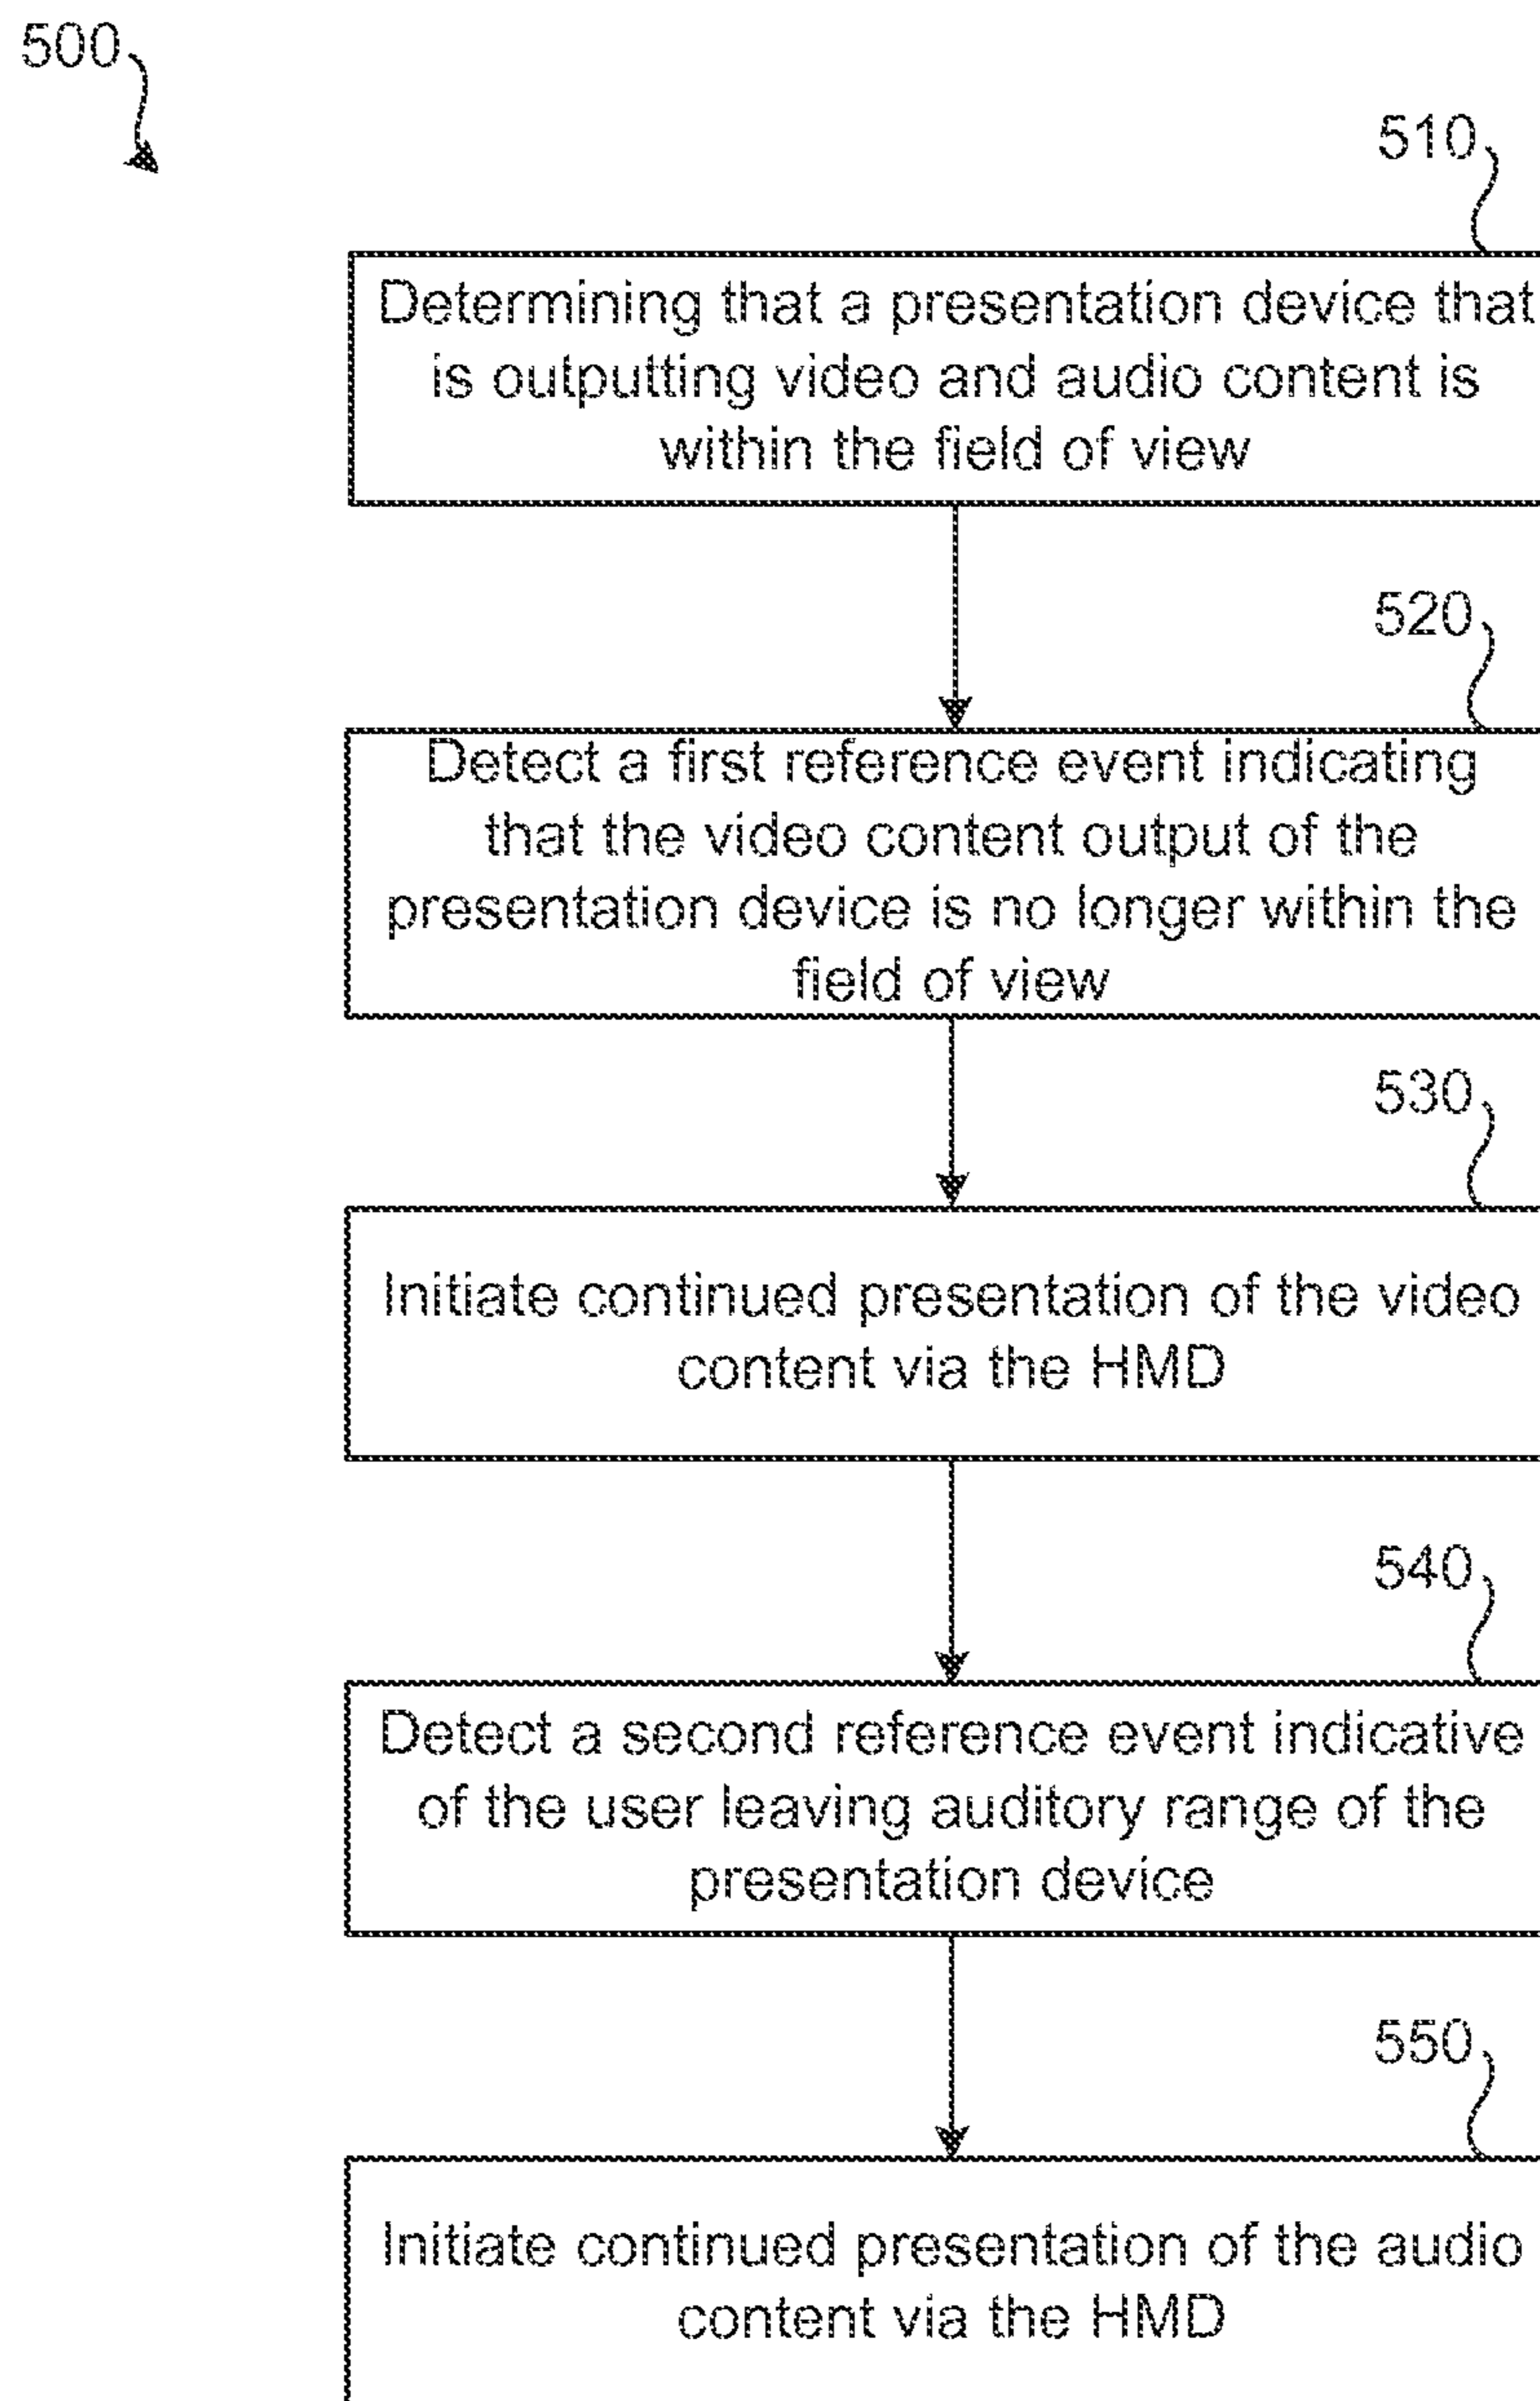 500
510
Determining that a presentation device that
is outputting video and audio content is
within the field of view
520
Detect a first reference event indicating
that the video content output of the
presentation device is no longer within the
field of view
530
Initiate continued presentation of the video
content via the HMD
540
Detect a second reference event indicative
of the user leaving auditory range of the
presentation device
550
Initiate continued presentation of the audio
content via the HMD